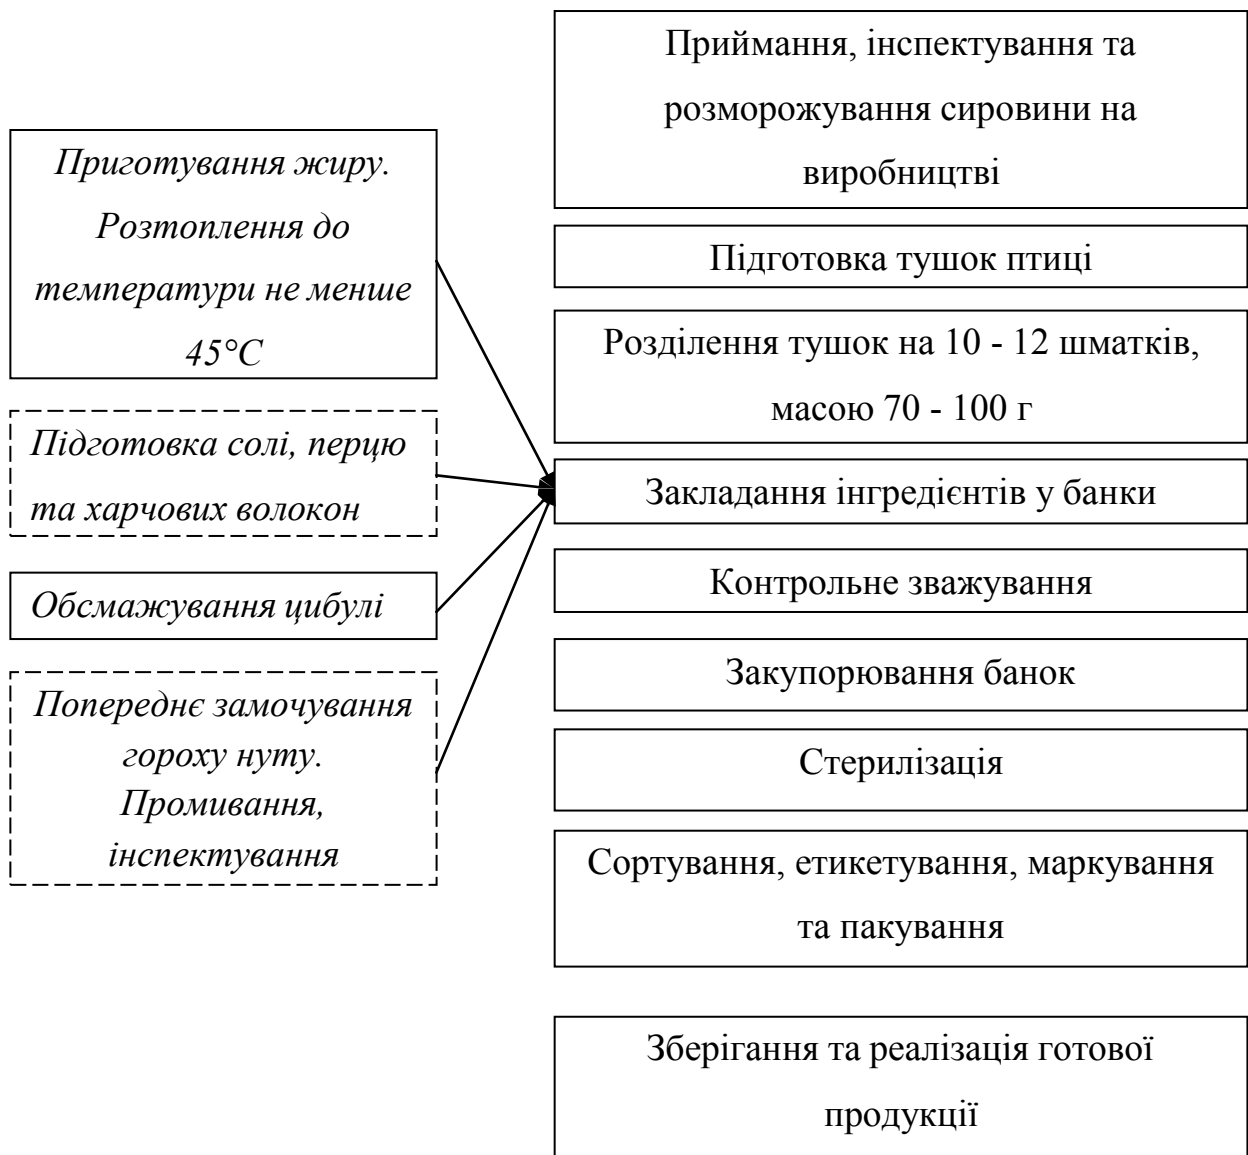 Приймання, інспектування та
розморожування сировини на
виробництві
Приготування жиру.
Розтоплення до
температури не менше
45°С
Підготовка тушок птиці
Розділення тушок на 10 - 12 шматків,
масою 70 - 100 г
Підготовка солі, перцю
та харчових волокон
Закладання інгредієнтів у банки
Обсмажування цибулі
Контрольне зважування
Попереднє замочування
гороху нуту.
Промивання,
інспектування
Закупорювання банок
Стерилізація
Сортування, етикетування, маркування
та пакування
Зберігання та реалізація готової
продукції